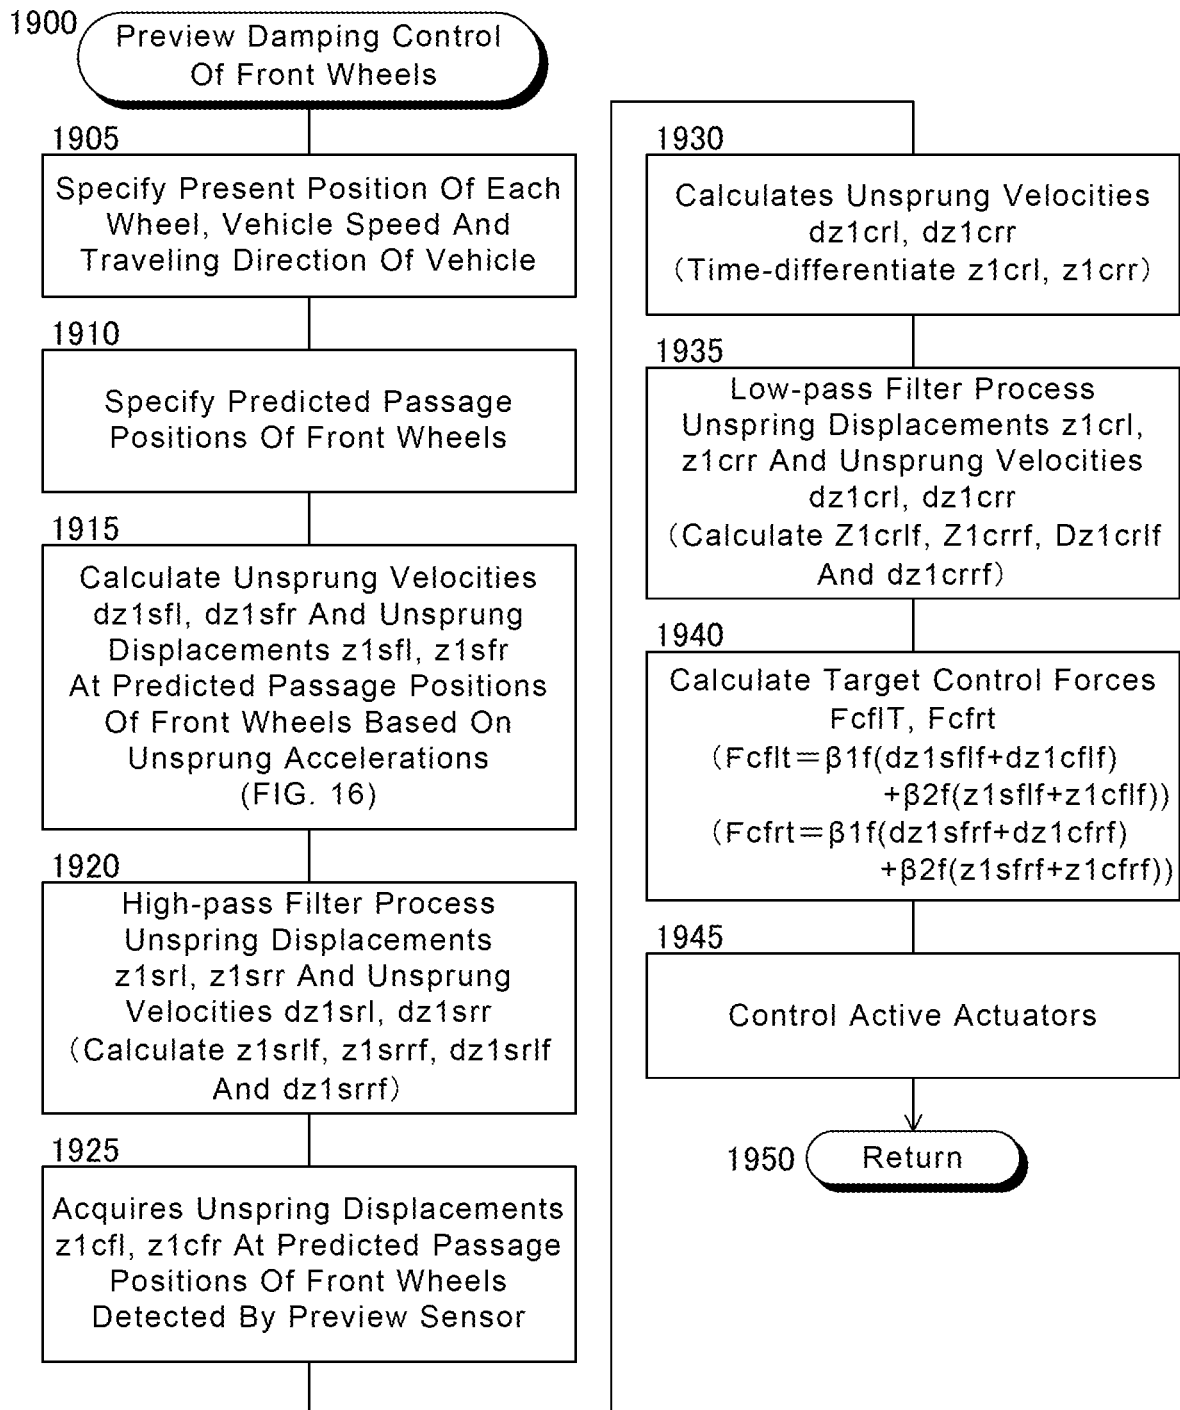 1900
Preview Damping Control
Of Front Wheels
1905
Specify Present Position Of Each
Wheel, Vehicle Speed And
Traveling Direction Of Vehicle
1910
Specify Predicted Passage
Positions Of Front Wheels
1915
Calculate Unsprung Velocities
dz1sfl, dz1sfr And Unsprung
Displacements z1sfl, z1sfr
At Predicted Passage Positions
Of Front Wheels Based On
Unsprung Accelerations
(FIG. 16)
1920
High-pass Filter Process
Unspring Displacements
z1srl, z1srr And Unsprung
Velocities dz1srl, dz1srr
(Calculate z1srlf, z1srrf, dz1srlf
And dz1srrf)
1925
Acquires Unspring Displacements
z1cfl, z1cfr At Predicted Passage
Positions Of Front Wheels
Detected By Preview Sensor
1930
Calculates Unsprung Velocities
dz1crl, dz1crr
(Time-differentiate z1crl, z1crr)
1935
Low-pass Filter Process
Unspring Displacements z1crl,
z1crr And Unsprung Velocities
dz1crl, dz1crr
(Calculate Z1crlf, Z1crrf, Dz1crlf
And dz1crrf)
1940
Calculate Target Control Forces
FcflT, Fcfrt
(Fcflt=β1f(dz1sflf+dz1cflf)
+β2f(z1sflf+z1cflf))
(Fcfrt=β1f(dz1sfrf+dz1cfrf)
+β2f(z1sfrf+z1cfrf))
1945
Control Active Actuators
1950
Return